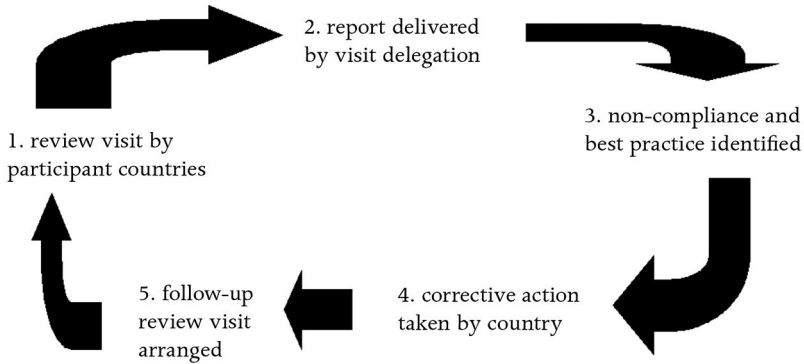 1. review visit by
participant countries
2. report delivered
by visit delegation
3. non-compliance and
best practice identified
4. corrective action
taken by country
5. follow-up
review visit
arranged